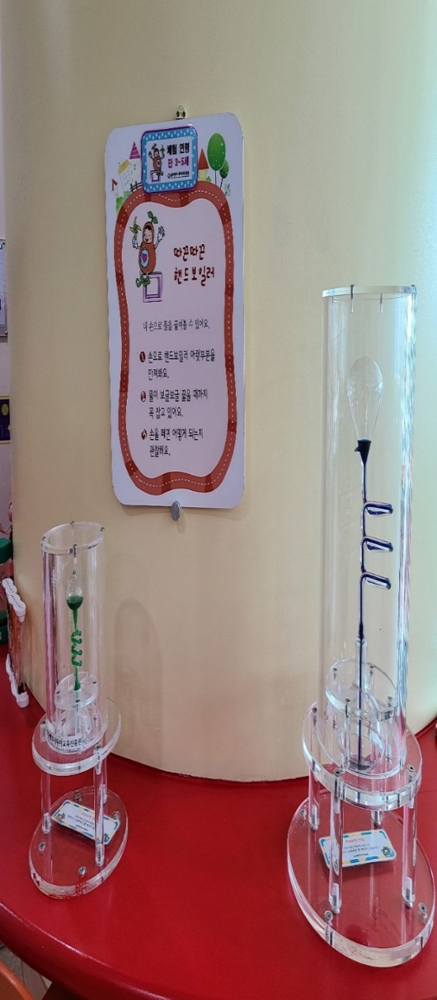 체험 연령
만 3~5세
따끈따끈
핸드보일러
내 손으로 물을 끓여볼 수 있어요.
1 손으로 핸드보일러 아랫부분을
만져봐요.
2 물이 보글보글 끓을 때까지
꼭 잡고 있어요.
3 손을 떼면 어떻게 되는지
관찰해요.